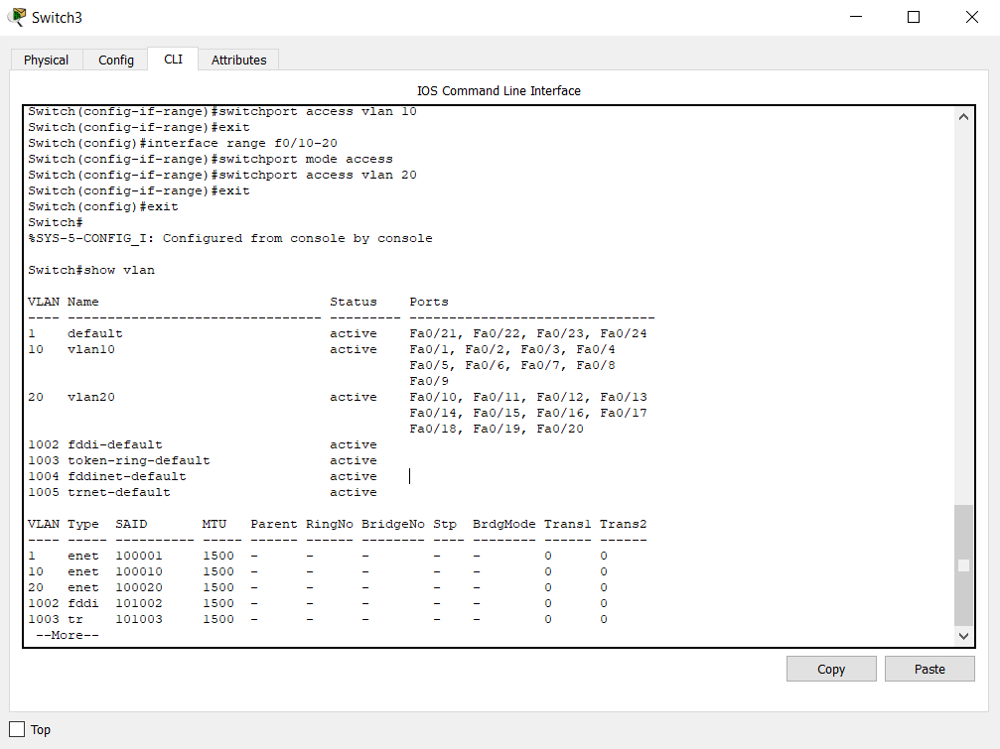 Switch3
Physical Config CLI Attributes
IOS Command Line Interface
Switch(config-if-range)#switchport access vlan 10
Switch(config-if-range)#exit
Switch(config)#interface range f0/10-20
Switch(config-if-range)#switchport mode access
Switch(config-if-range)#switchport access vlan 20
Switch(config-if-range)#exit
Switch(config)#exit
Switch#
%SYS-5-CONFIG_I: Configured from console by console
Switch#show vlan
VLAN Name                             Status    Ports
---- -------------------------------- --------- -------------------------------
1    default                          active    Fa0/21, Fa0/22, Fa0/23, Fa0/24
10   vlan10                           active    Fa0/1, Fa0/2, Fa0/3, Fa0/4
                                                Fa0/5, Fa0/6, Fa0/7, Fa0/8
                                                Fa0/9
20   vlan20                           active    Fa0/10, Fa0/11, Fa0/12, Fa0/13
                                                Fa0/14, Fa0/15, Fa0/16, Fa0/17
                                                Fa0/18, Fa0/19, Fa0/20
1002 fddi-default                     active
1003 token-ring-default               active
1004 fddinet-default                  active
1005 trnet-default                    active
VLAN Type  SAID       MTU   Parent RingNo BridgeNo Stp  BrdgMode Trans1 Trans2
---- ----- ---------- ----- ------ ------ -------- ---- -------- ------ ------
1    enet  100001     1500  -      -      -        -    -        0      0
10   enet  100010     1500  -      -      -        -    -        0      0
20   enet  100020     1500  -      -      -        -    -        0      0
1002 fddi  101002     1500  -      -      -        -    -        0      0
1003 tr    101003     1500  -      -      -        -    -        0      0
 --More--
Copy Paste
Top